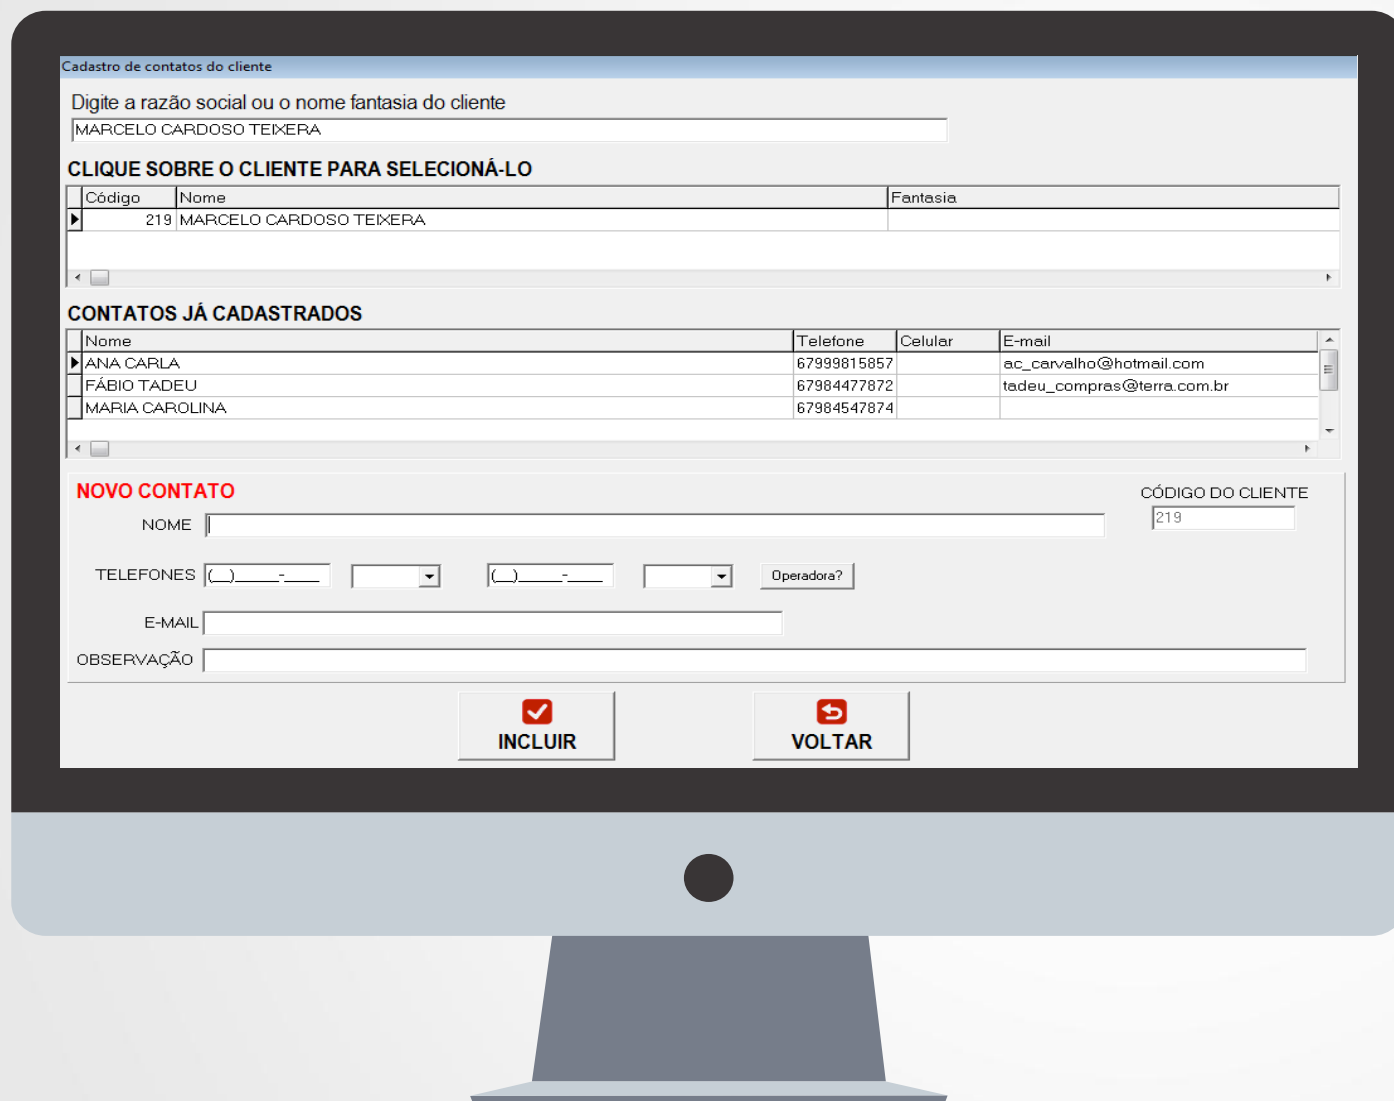 Cadastro de contatos do cliente
Digite a razão social ou o nome fantasia do cliente
MARCELO CARDOSO TEIXERA
CLIQUE SOBRE O CLIENTE PARA SELECIONÁ-LO
Código Nome Fantasia
219 MARCELO CARDOSO TEIXERA
CONTATOS JÁ CADASTRADOS
Nome Telefone Celular E-mail
ANA CARLA 67999815857 ac_carvalho@hotmail.com
FÁBIO TADEU 67984477872 tadeu_compras@terra.com.br
MARIA CAROLINA 67984547874
NOVO CONTATO
CÓDIGO DO CLIENTE
219
NOME
TELEFONES (__)_____-____ (__)_____-____ Operadora?
E-MAIL
OBSERVAÇÃO
INCLUIR VOLTAR